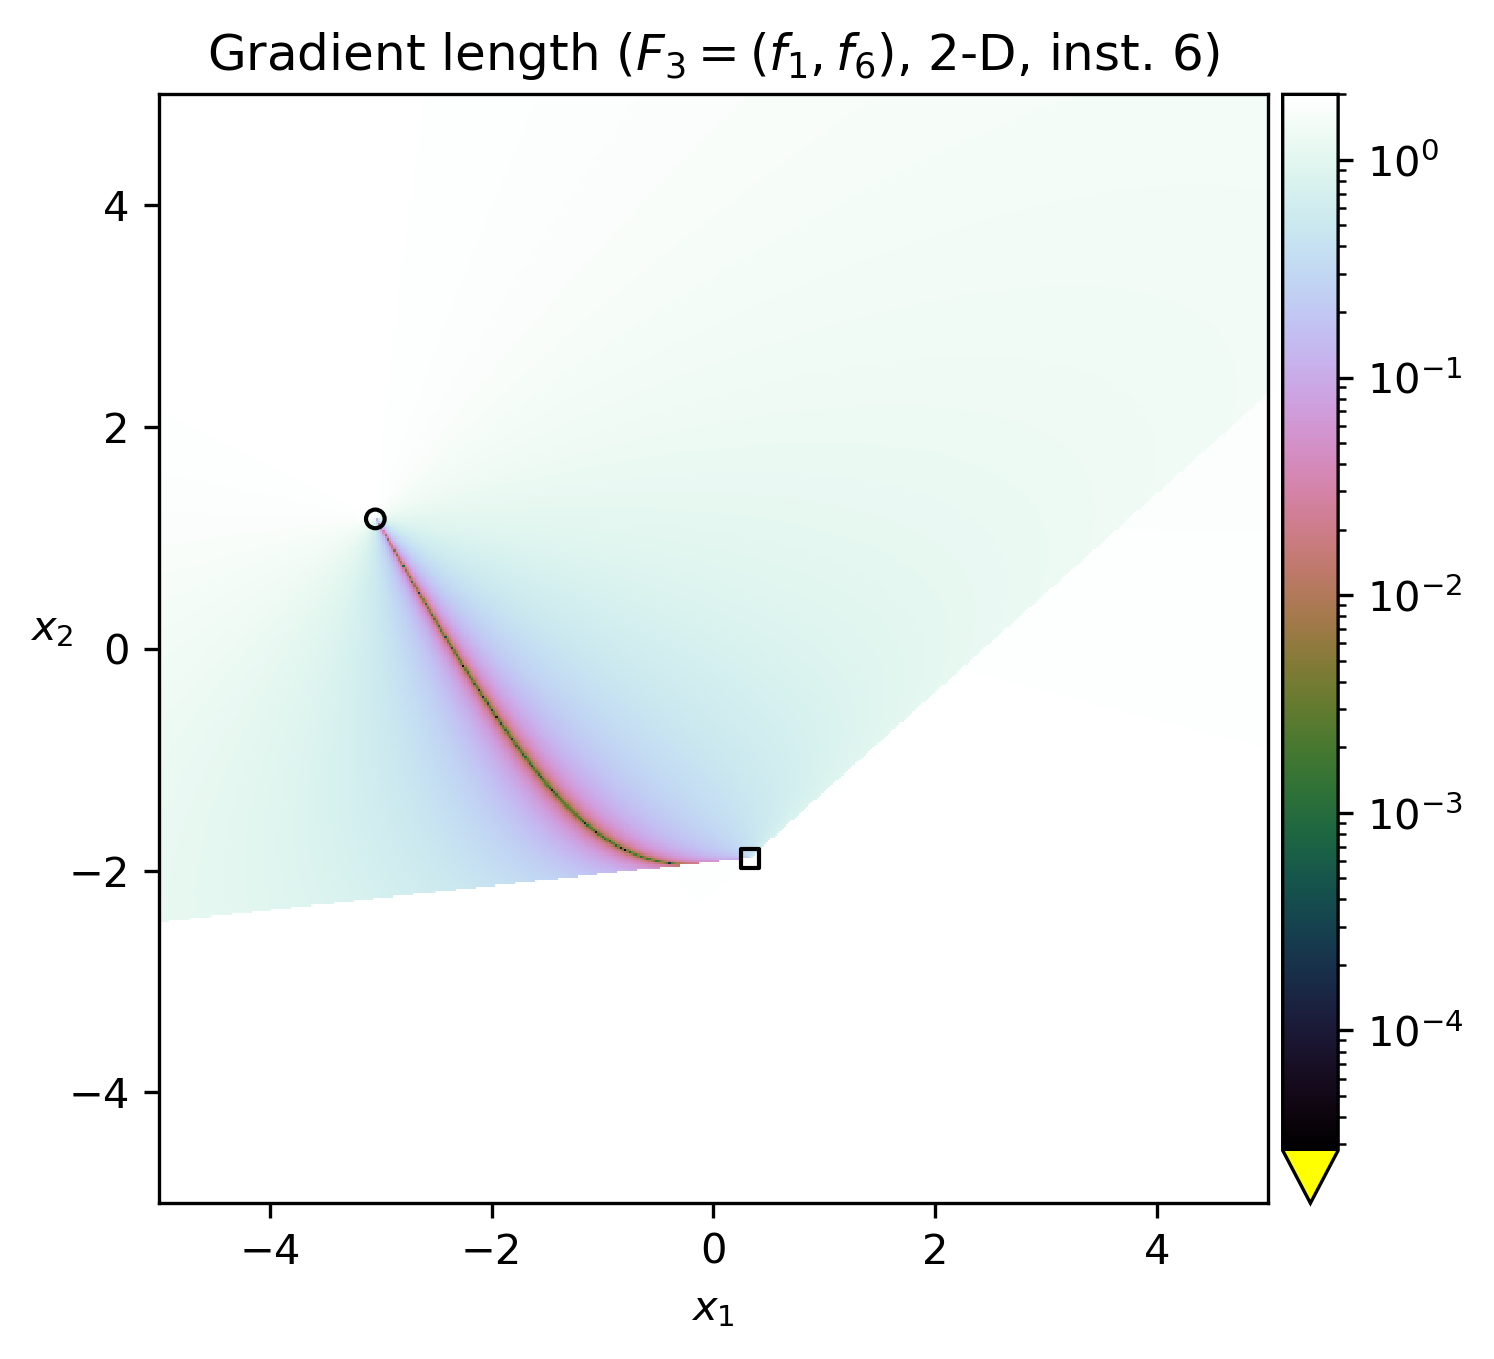 Gradient length (F₃ = (f₁, f₆), 2-D, inst. 6)
4
2
0
−2
−4
x₂
−4 −2 0 2 4
x₁
10⁰
10⁻¹
10⁻²
10⁻³
10⁻⁴